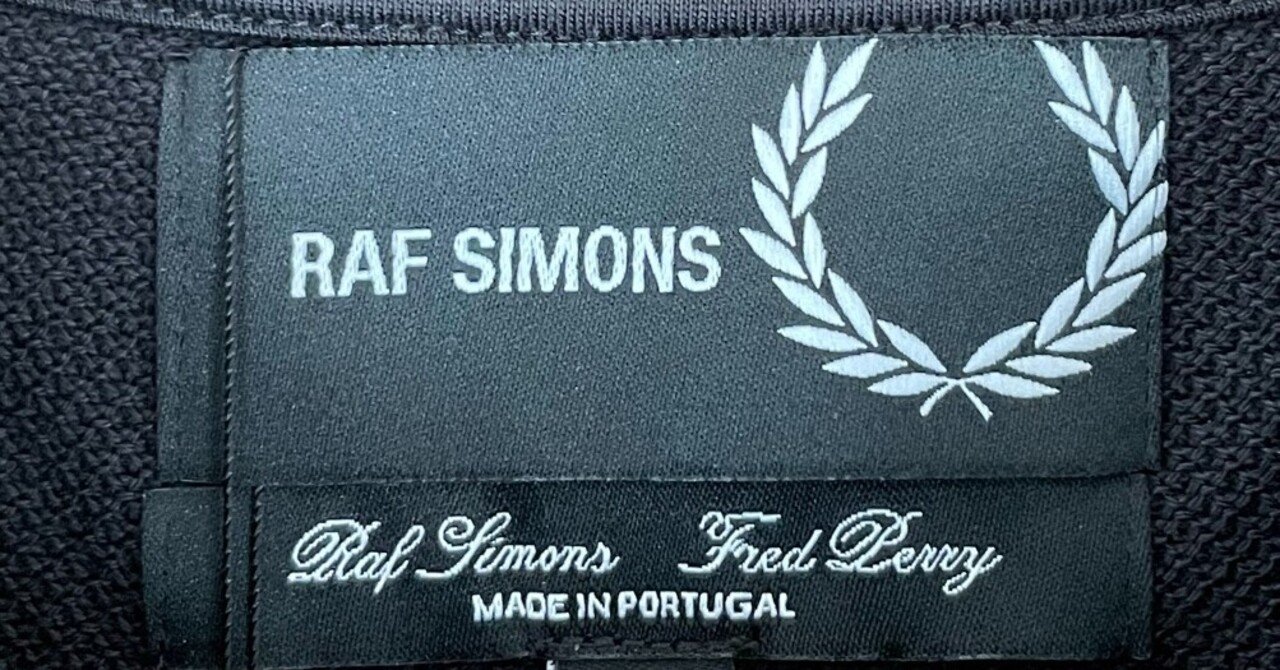 RAF SIMONS
Raf Simons Fred Perry
MADE IN PORTUGAL